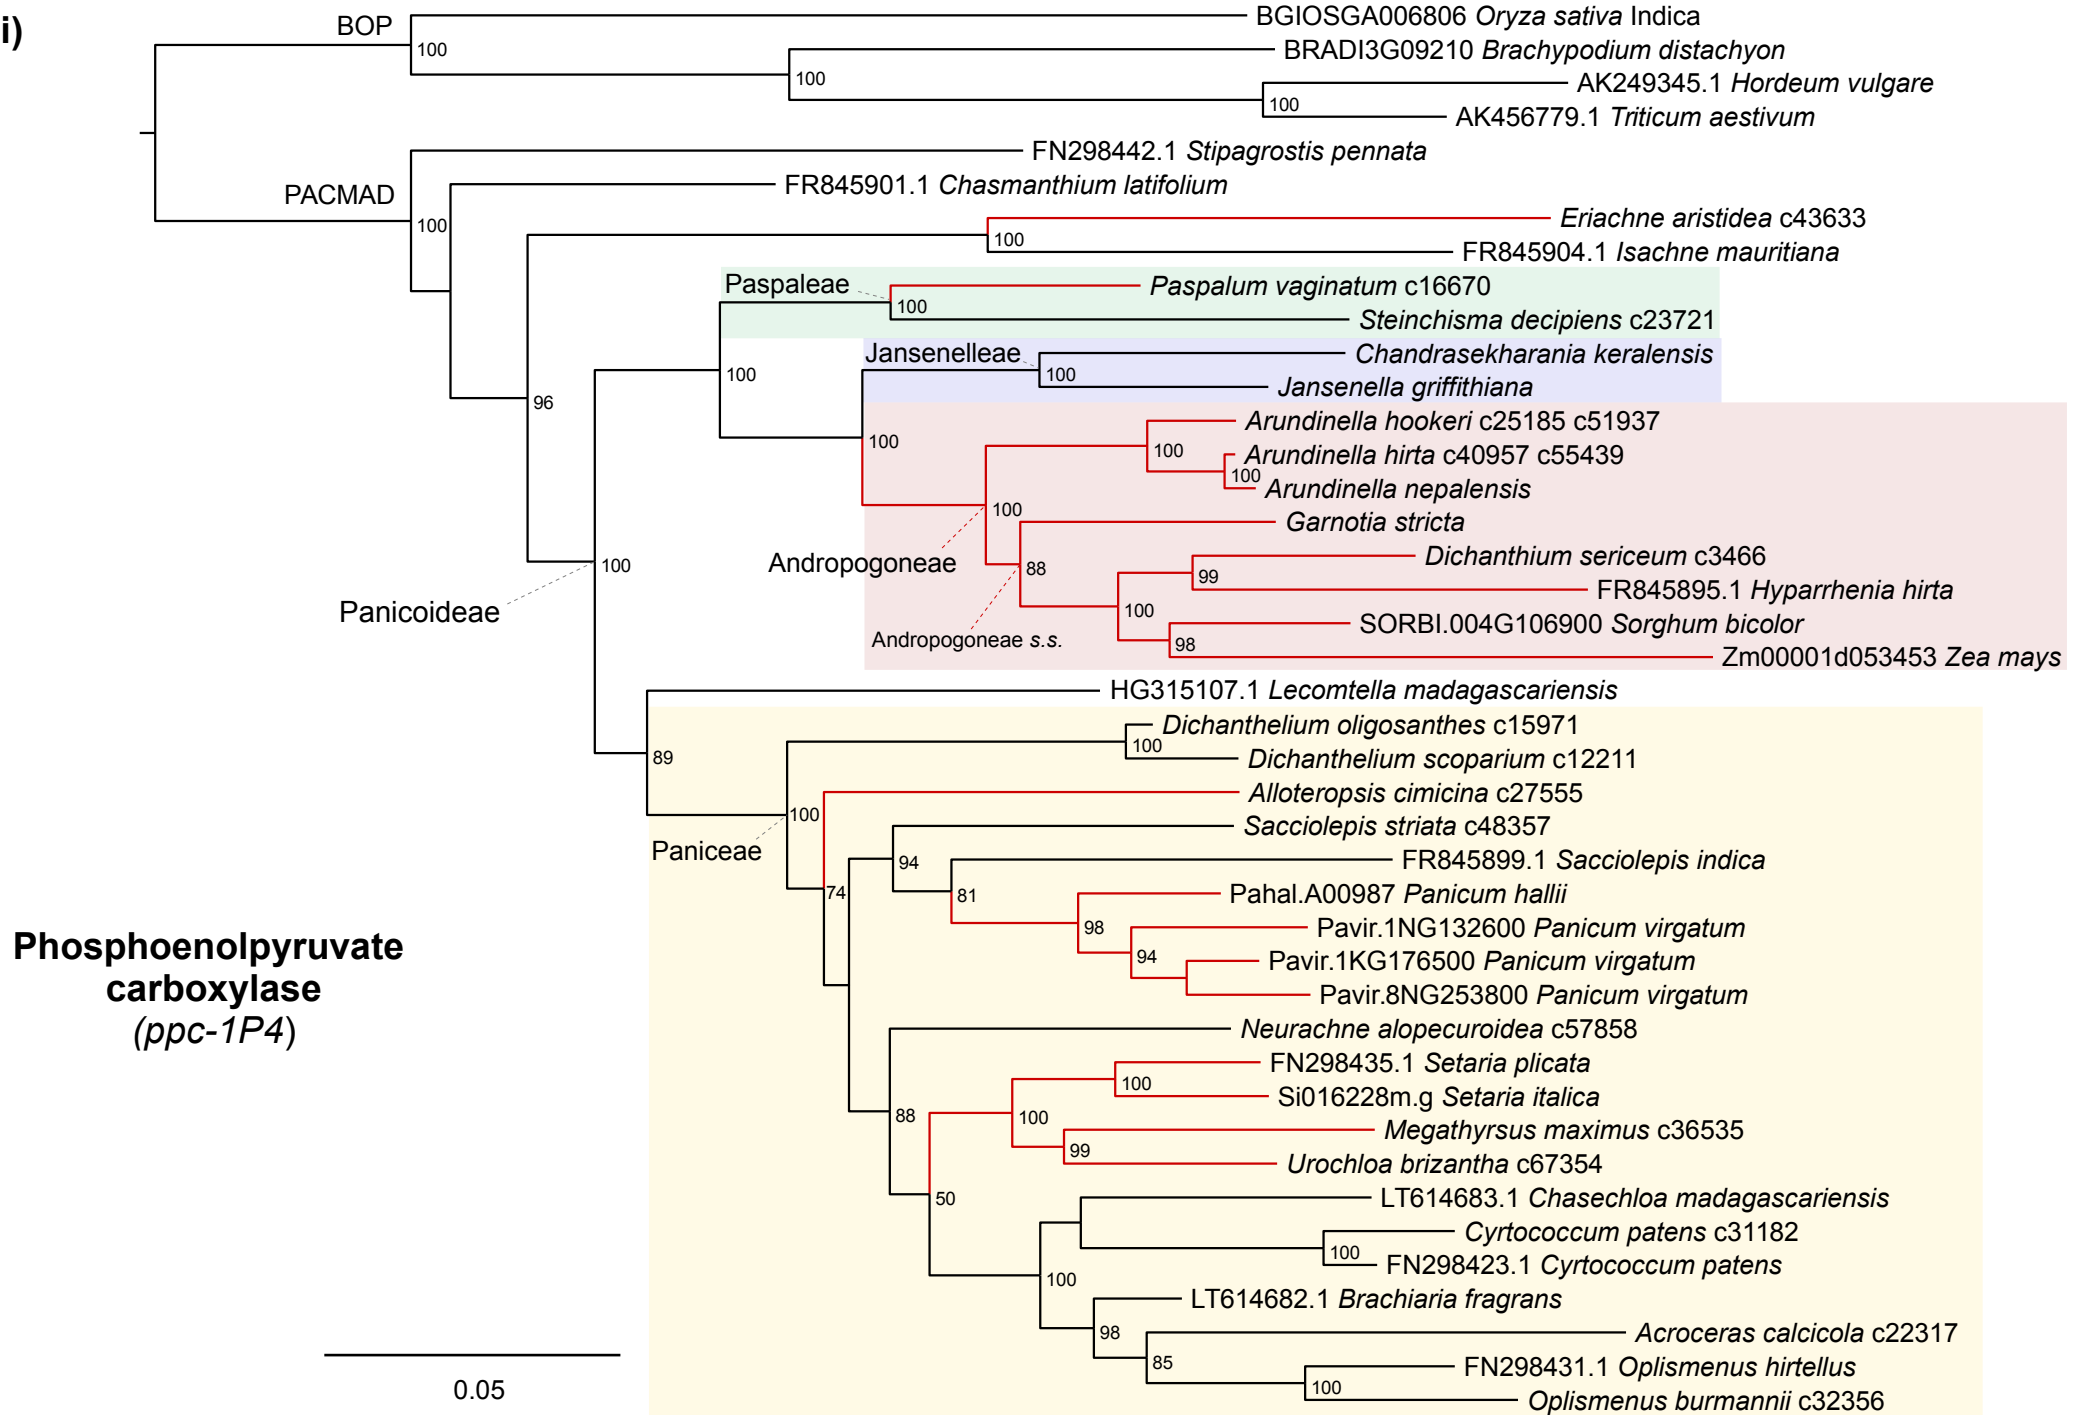 i)
BOP
100
BGIOSGA006806 Oryza sativa Indica
BRADI3G09210 Brachypodium distachyon
100
AK249345.1 Hordeum vulgare
100
AK456779.1 Triticum aestivum
FN298442.1 Stipagrostis pennata
PACMAD
100
FR845901.1 Chasmanthium latifolium
Eriachne aristidea c43633
100
FR845904.1 Isachne mauritiana
96
Paspaleae
Paspalum vaginatum c16670
100
Steinchisma decipiens c23721
100
Jansenelleae
Chandrasekharania keralensis
100
Jansenella griffithiana
100
Arundinella hookeri c25185 c51937
100
Arundinella hirta c40957 c55439
100
Arundinella nepalensis
100
Andropogoneae
Garnotia stricta
88
Dichanthium sericeum c3466
99
FR845895.1 Hyparrhenia hirta
100
Andropogoneae s.s.
SORBI.004G106900 Sorghum bicolor
98
Zm00001d053453 Zea mays
Panicoideae
100
HG315107.1 Lecomtella madagascariensis
89
Dichanthelium oligosanthes c15971
100
Dichanthelium scoparium c12211
100
Paniceae
Alloteropsis cimicina c27555
74
Sacciolepis striata c48357
94
FR845899.1 Sacciolepis indica
81
Pahal.A00987 Panicum hallii
98
Pavir.1NG132600 Panicum virgatum
94
Pavir.1KG176500 Panicum virgatum
Pavir.8NG253800 Panicum virgatum
Phosphoenolpyruvate
carboxylase
(ppc-1P4)
Neurachne alopecuroidea c57858
88
FN298435.1 Setaria plicata
100
Si016228m.g Setaria italica
100
Megathyrsus maximus c36535
99
Urochloa brizantha c67354
50
LT614683.1 Chasechloa madagascariensis
Cyrtococcum patens c31182
100
FN298423.1 Cyrtococcum patens
100
LT614682.1 Brachiaria fragrans
98
Acroceras calcicola c22317
85
FN298431.1 Oplismenus hirtellus
100
Oplismenus burmannii c32356
0.05